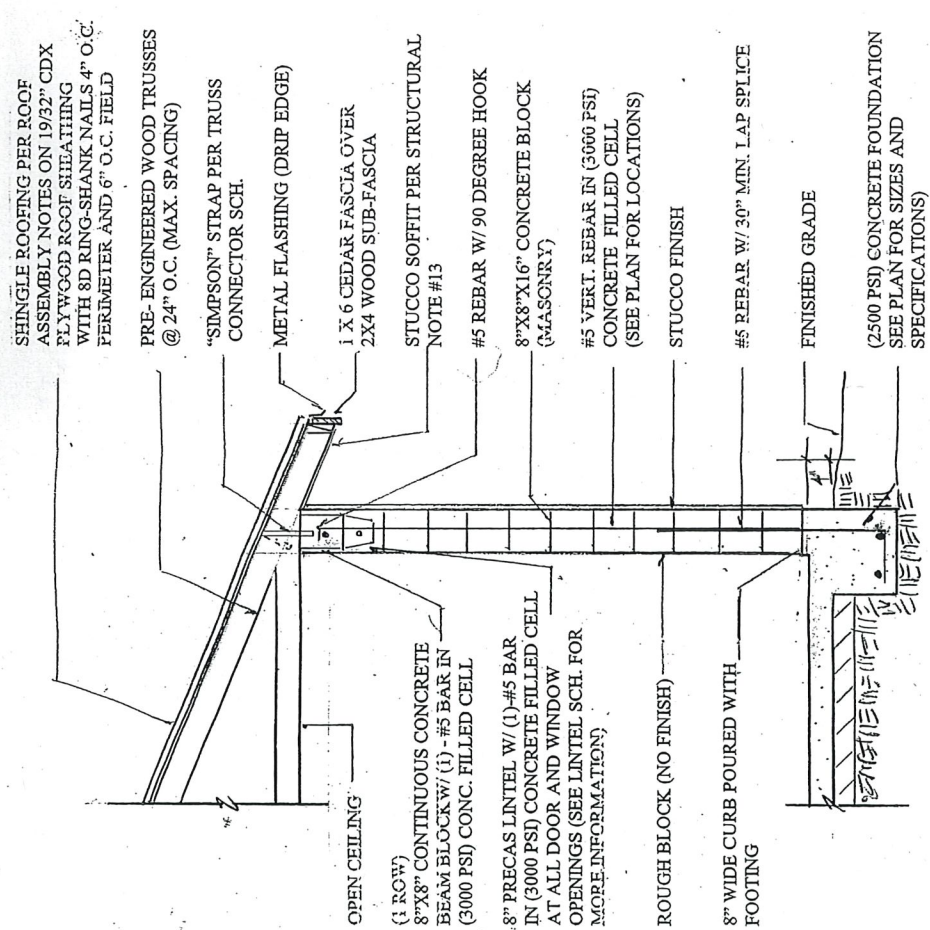 SHINGLE ROOFING PER ROOF
ASSEMBLY NOTES ON 19/32" CDX
PLYWOOD ROOF SHEATHING
WITH 8D RING-SHANK NAILS 4" O.C.
PERIMETER AND 6" O.C. FIELD
PRE- ENGINEERED WOOD TRUSSES
@ 24" O.C. (MAX. SPACING)
"SIMPSON" STRAP PER TRUSS
CONNECTOR SCH.
METAL FLASHING (DRIP EDGE)
1 X 6 CEDAR FASCIA OVER
2X4 WOOD SUB-FASCIA
STUCCO SOFFIT PER STRUCTURAL
NOTE #13
#5 REBAR W/ 90 DEGREE HOOK
8"X8"X16" CONCRETE BLOCK
(MASONRY)
#5 VERT. REBAR IN (3000 PSI)
CONCRETE FILLED CELL
(SEE PLAN FOR LOCATIONS)
STUCCO FINISH
#5 REBAR W/ 30" MIN. LAP SPLICE
FINISHED GRADE
(2500 PSI) CONCRETE FOUNDATION
SEE PLAN FOR SIZES AND
SPECIFICATIONS)
4"
OPEN CEILING
(1 ROW)
8"X8" CONTINUOUS CONCRETE
BEAM BLOCK W/ (1) - #5 BAR IN
(3000 PSI) CONC. FILLED CELL
8" PRECAS LINTEL W/ (1)-#5 BAR
IN (3000 PSI) CONCRETE FILLED CELL
AT ALL DOOR AND WINDOW
OPENINGS (SEE LINTEL SCH. FOR
MORE INFORMATION)
ROUGH BLOCK (NO FINISH)
8" WIDE CURB POURED WITH
FOOTING